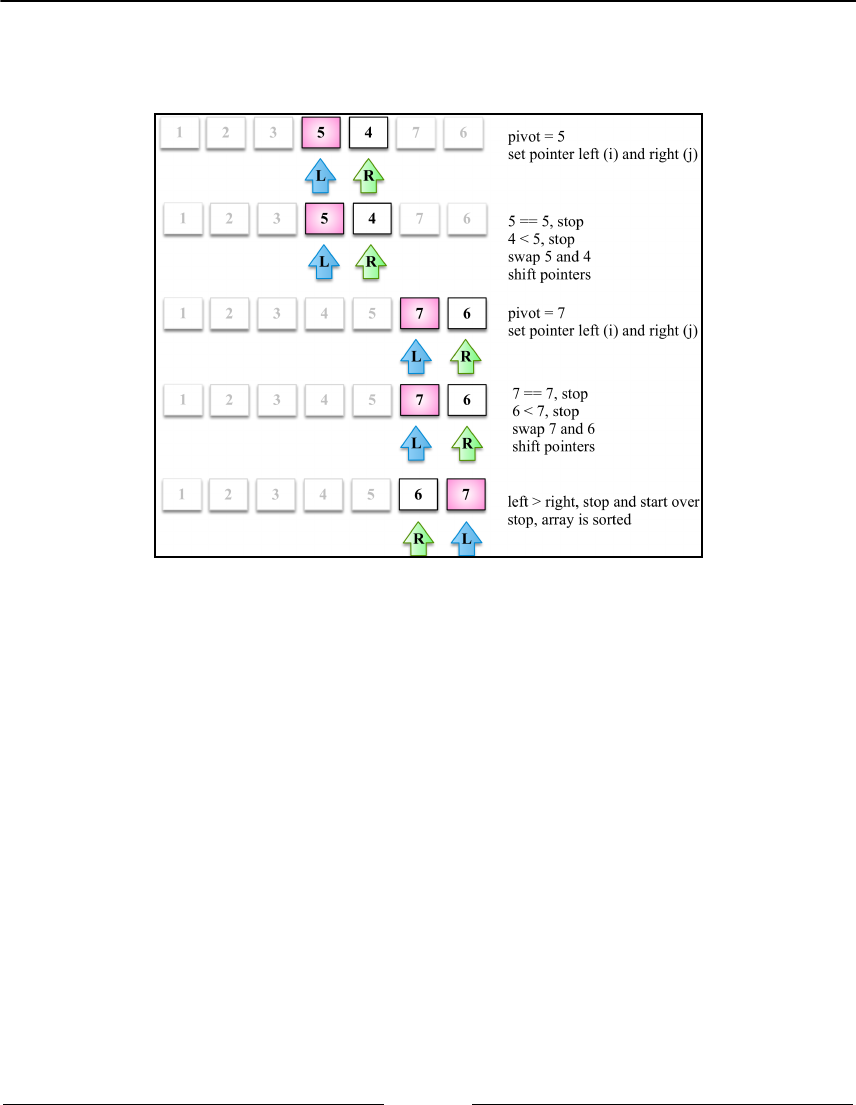 1 2 3 5 4 7 6
pivot = 5
set pointer left (i) and right (j)
L R
1 2 3 5 4 7 6
5 == 5, stop
4 < 5, stop
swap 5 and 4
shift pointers
L R
1 2 3 4 5 7 6
pivot = 7
set pointer left (i) and right (j)
L R
1 2 3 4 5 7 6
7 == 7, stop
6 < 7, stop
swap 7 and 6
shift pointers
L R
1 2 3 4 5 6 7
left > right, stop and start over
stop, array is sorted
R L